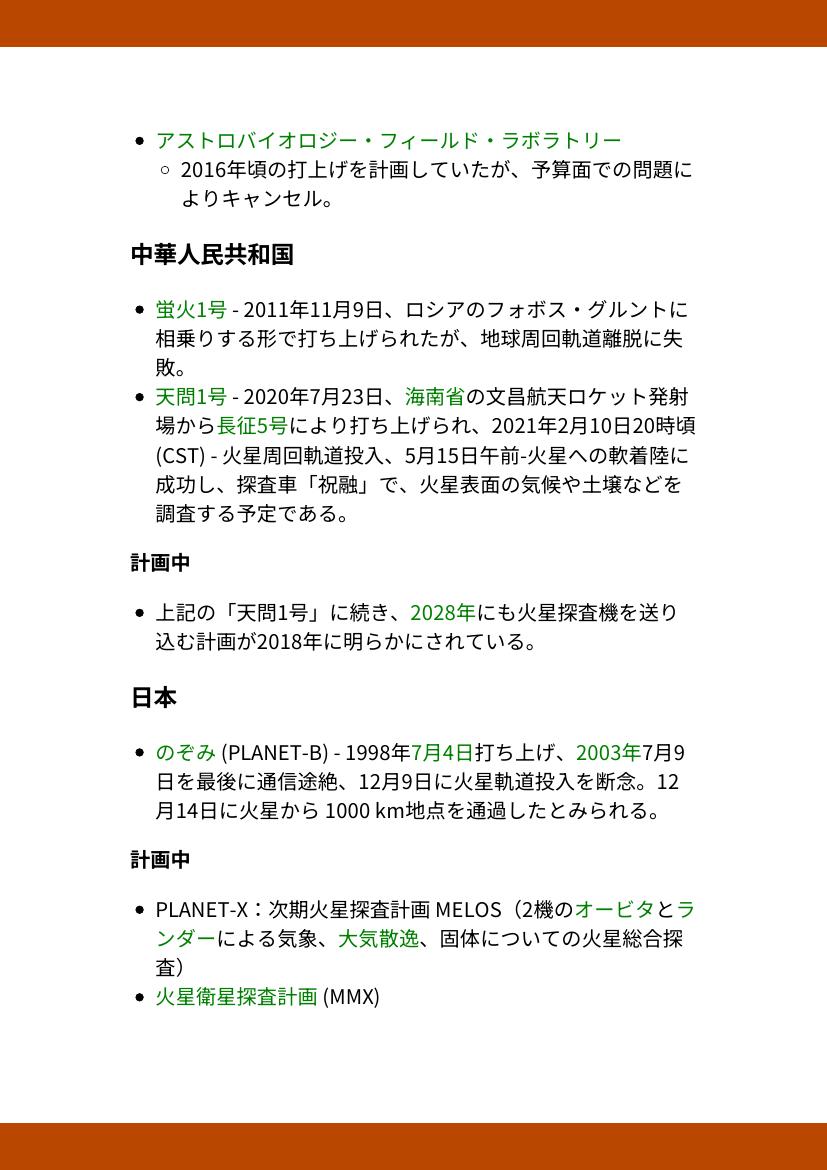 • アストロバイオロジー・フィールド・ラボラトリー
○ 2016年頃の打上げを計画していたが、予算面での問題に
よりキャンセル。
中華人民共和国
• 蛍火1号 - 2011年11月9日、ロシアのフォボス・グルントに
相乗りする形で打ち上げられたが、地球周回軌道離脱に失
敗。
• 天問1号 - 2020年7月23日、海南省の文昌航天ロケット発射
場から長征5号により打ち上げられ、2021年2月10日20時頃
(CST) - 火星周回軌道投入、5月15日午前-火星への軟着陸に
成功し、探査車「祝融」で、火星表面の気候や土壌などを
調査する予定である。
計画中
• 上記の「天問1号」に続き、2028年にも火星探査機を送り
込む計画が2018年に明らかにされている。
日本
• のぞみ (PLANET-B) - 1998年7月4日打ち上げ、2003年7月9
日を最後に通信途絶、12月9日に火星軌道投入を断念。12
月14日に火星から 1000 km地点を通過したとみられる。
計画中
• PLANET-X：次期火星探査計画 MELOS（2機のオービタとラ
ンダーによる気象、大気散逸、固体についての火星総合探
査）
• 火星衛星探査計画 (MMX)